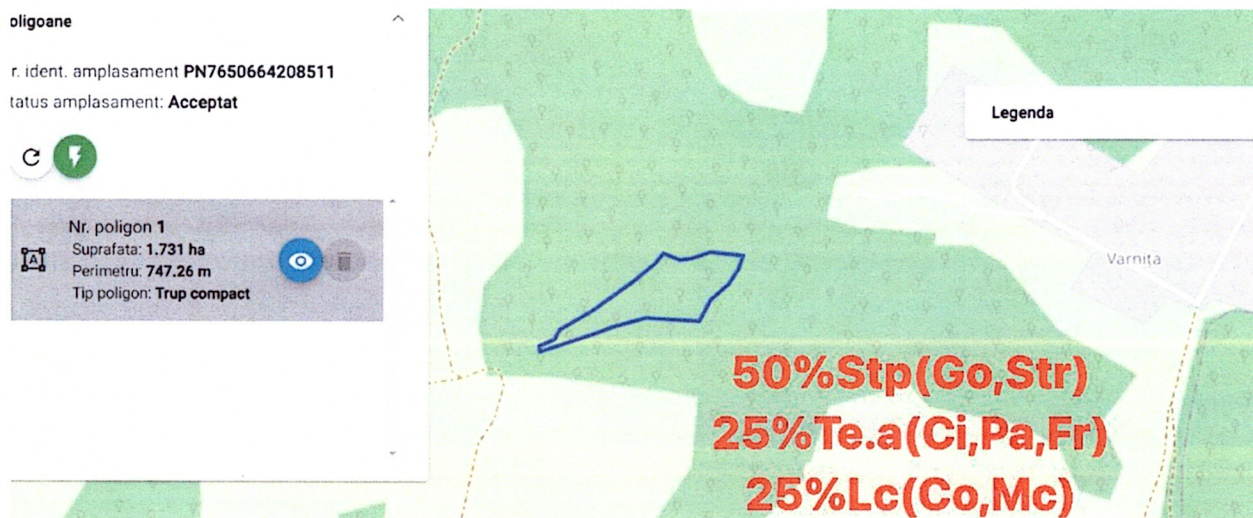 oligoane
r. ident. amplasament PN7650664208511
tatus amplasament: Acceptat
Nr. poligon 1
Suprafata: 1.731 ha
Perimetru: 747.26 m
Tip poligon: Trup compact
A
Legenda
Varnița
50%Stp(Go,Str)
25%Te.a(Ci,Pa,Fr)
25%Lc(Co,Mc)